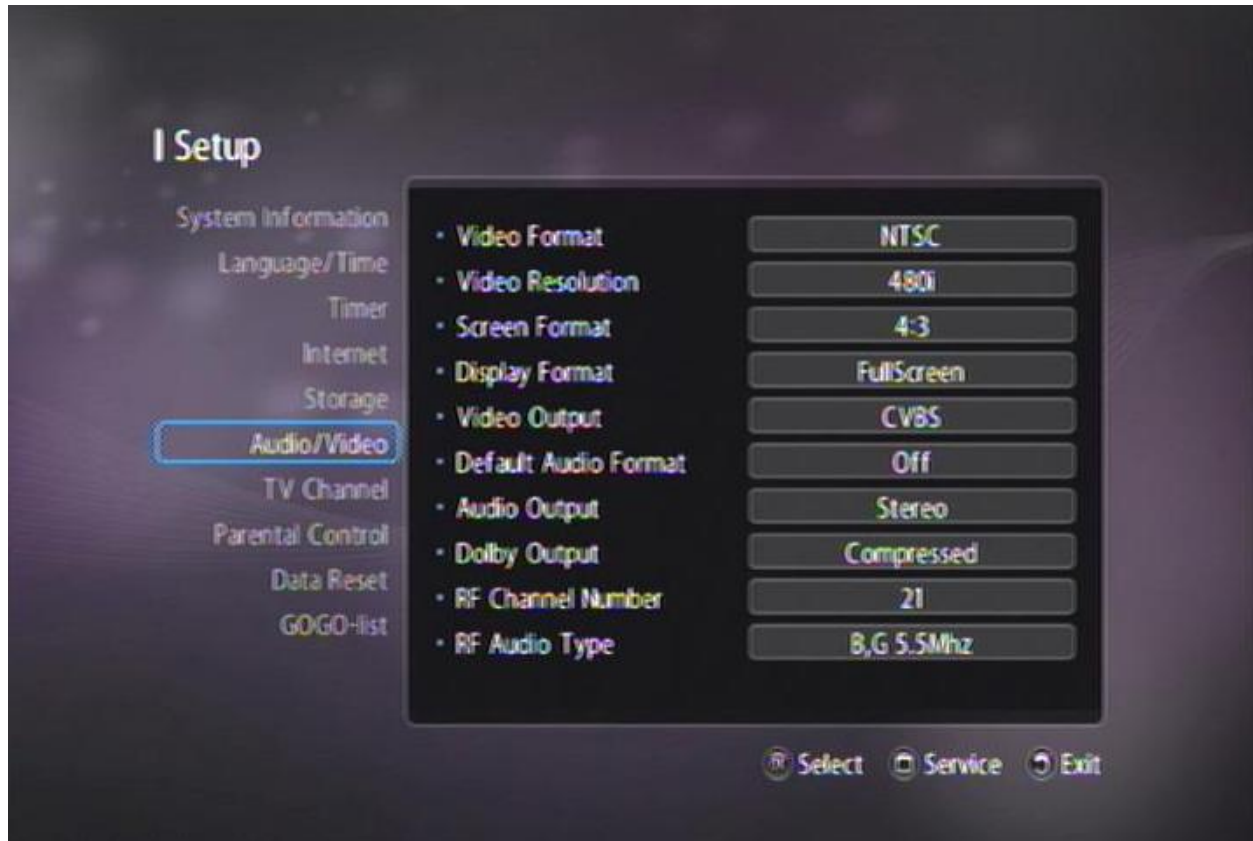 Setup
System Information
Language/Time
Timer
Internet
Storage
Audio/Video
TV Channel
Parental Control
Data Reset
GOGO-list
Video Format NTSC
Video Resolution 480i
Screen Format 4:3
Display Format FullScreen
Video Output CVBS
Default Audio Format Off
Audio Output Stereo
Dolby Output Compressed
RF Channel Number 21
RF Audio Type B,G 5.5Mhz
Select Service Exit